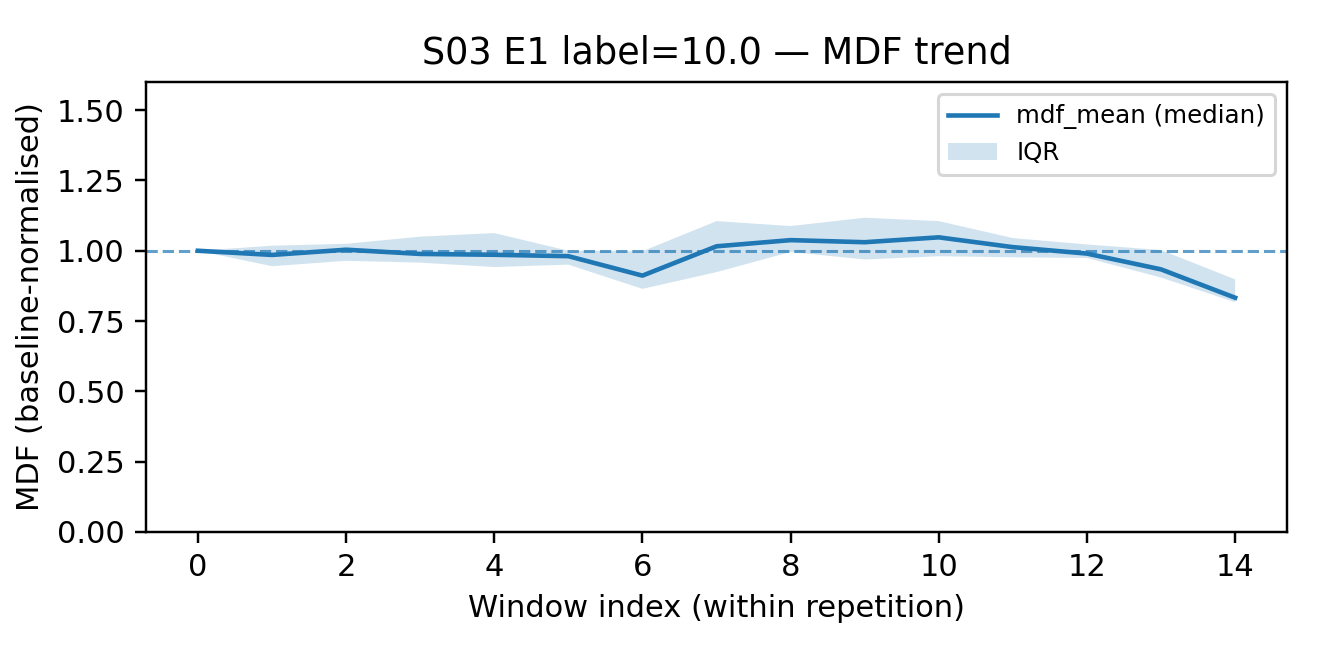 S03 E1 label=10.0 — MDF trend
mdf_mean (median)
IQR
MDF (baseline-normalised)
1.50
1.25
1.00
0.75
0.50
0.25
0.00
0 2 4 6 8 10 12 14
Window index (within repetition)